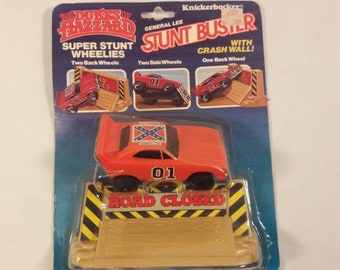 The DUKES OF HAZZARD
SUPER STUNT WHEELIES
Two Back Wheels
Knickerbocker
GENERAL LEE
STUNT BUSTER
WITH CRASH WALL!
Two Side Wheels
One Back Wheel
01
01
01
ROAD CLOSED